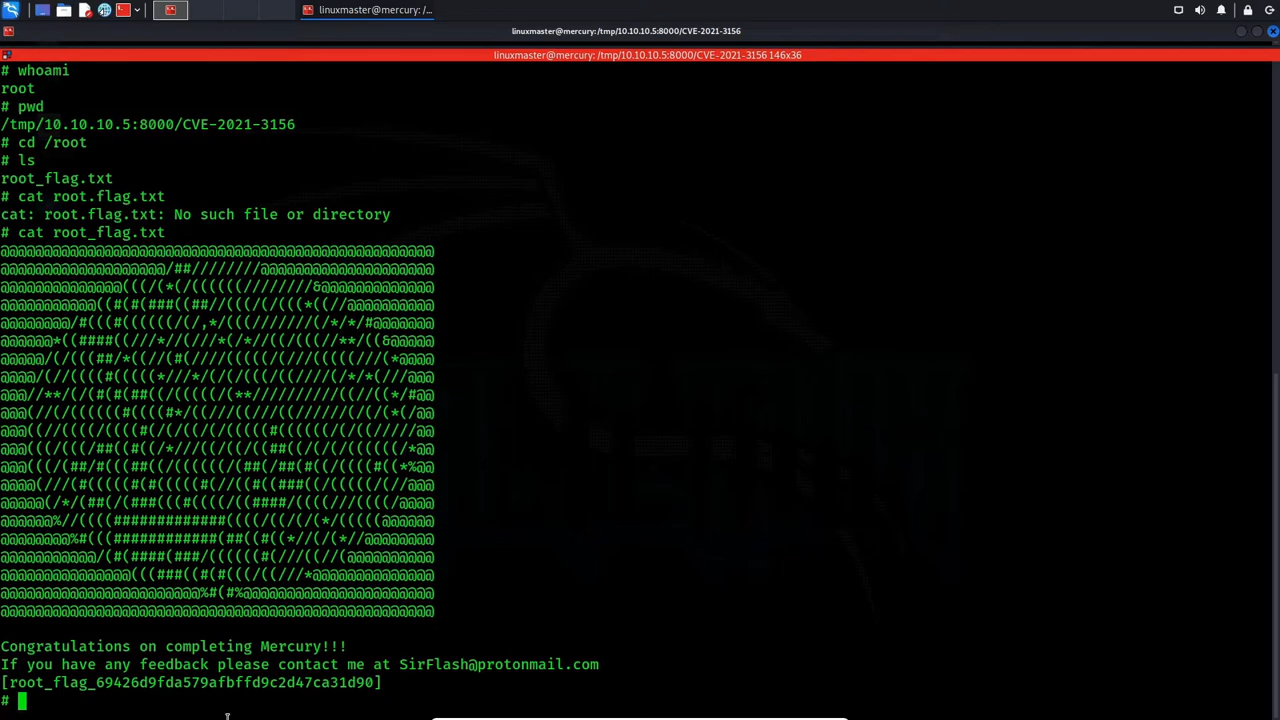 linuxmaster@mercury: /...
linuxmaster@mercury: /tmp/10.10.10.5:8000/CVE-2021-3156
linuxmaster@mercury: /tmp/10.10.10.5:8000/CVE-2021-3156 146x36
# whoami
root
# pwd
/tmp/10.10.10.5:8000/CVE-2021-3156
# cd /root
# ls
root_flag.txt
# cat root.flag.txt
cat: root.flag.txt: No such file or directory
# cat root_flag.txt
Congratulations on completing Mercury!!!
If you have any feedback please contact me at SirFlash@protonmail.com
[root_flag_69426d9fda579afbffd9c2d47ca31d90]
#